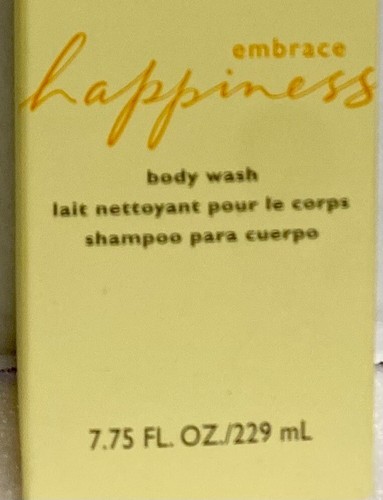 embrace
happiness
body wash
lait nettoyant pour le corps
shampoo para cuerpo
7.75 FL. OZ./229 mL